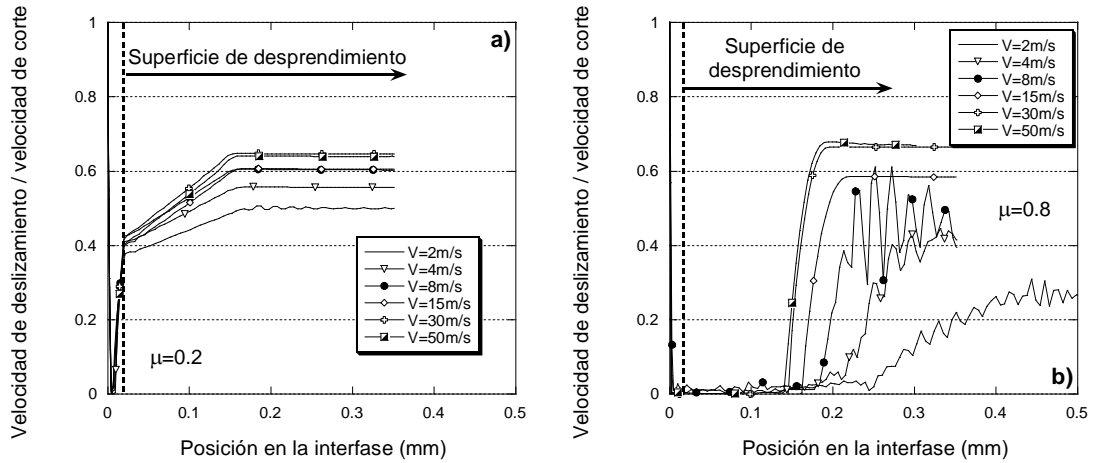 a)
Superficie de desprendimiento
V=2m/s
V=4m/s
V=8m/s
V=15m/s
V=30m/s
V=50m/s
μ=0.2
1
0.8
0.6
0.4
0.2
0
0
0.1
0.2
0.3
0.4
0.5
Velocidad de deslizamiento / velocidad de corte
Posición en la interfase (mm)
Superficie de
desprendimiento
V=2m/s
V=4m/s
V=8m/s
V=15m/s
V=30m/s
V=50m/s
μ=0.8
b)
1
0.8
0.6
0.4
0.2
0
0
0.1
0.2
0.3
0.4
0.5
Velocidad de deslizamiento / velocidad de corte
Posición en la interfase (mm)